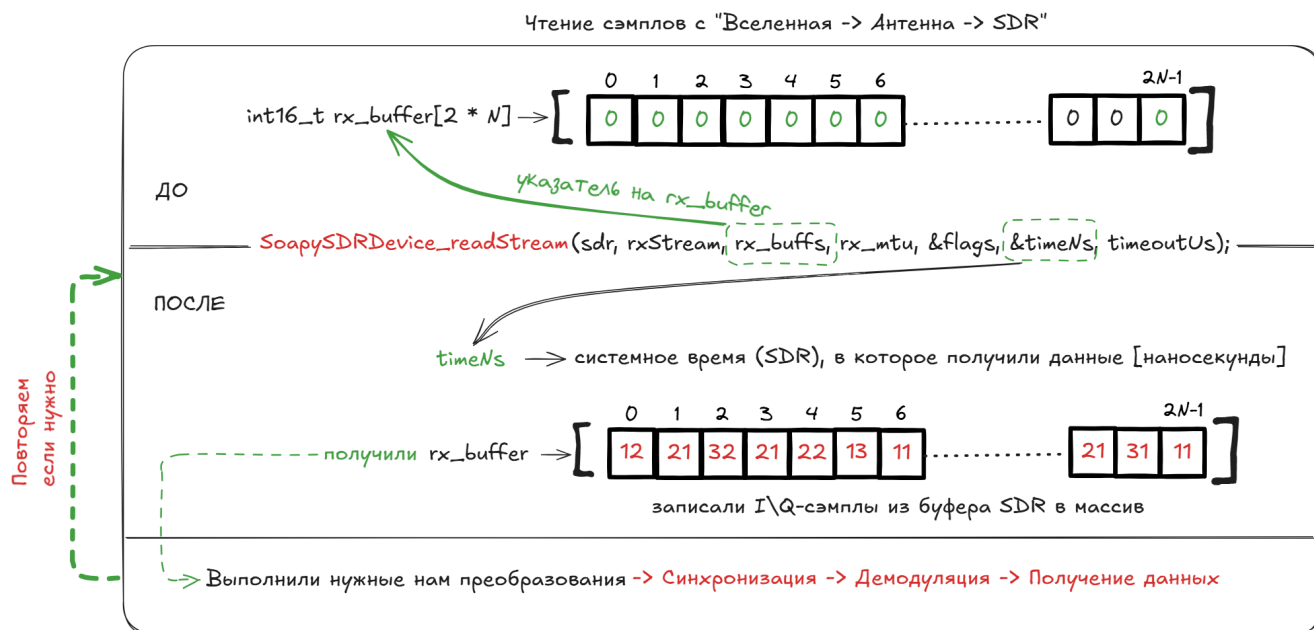 Чтение сэмплов с "Вселенная -> Антенна -> SDR"
0 1 2 3 4 5 6 2N-1
int16_t rx_buffer[2 * N] [ 0 0 0 0 0 0 0 0 0 0 ]
указатель на rx_buffer
ДО
SoapySDRDevice_readStream(sdr, rxStream, rx_buffs, rx_mtu, &flags, &timeNs, timeoutUs);
ПОСЛЕ
timeNs системное время (SDR), в которое получили данные [наносекунды]
Повторяем
если нужно
0 1 2 3 4 5 6 2N-1
получили rx_buffer [ 12 21 32 21 22 13 11 21 31 11 ]
записали I\Q-сэмплы из буфера SDR в массив
Выполнили нужные нам преобразования -> Синхронизация -> Демодуляция -> Получение данных